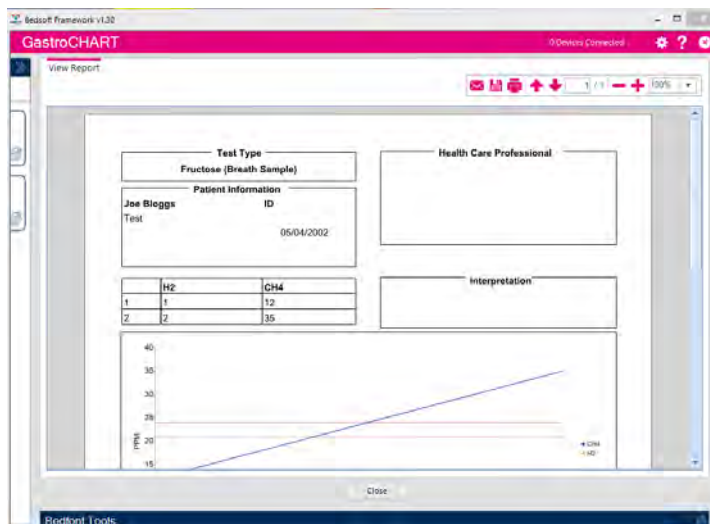 Bedsoft Framework v1.30
GastroCHART
0 Devices Connected
View Report
1 / 1
100%
Test Type
Fructose (Breath Sample)
Health Care Professional
Patient Information
Joe Bloggs ID
Test
05/04/2002
H2 CH4
1 1 12
2 2 35
Interpretation
40
35
30
25
20
15
PPM
CH4
H2
Close
Bedfont Tools